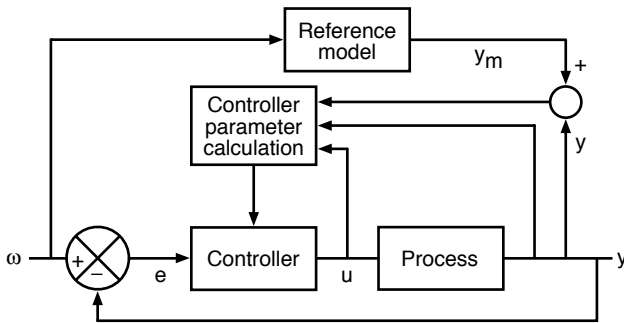 Reference
model
y_m
+
Controller
parameter
calculation
y
ω
+
−
e
Controller
u
Process
y